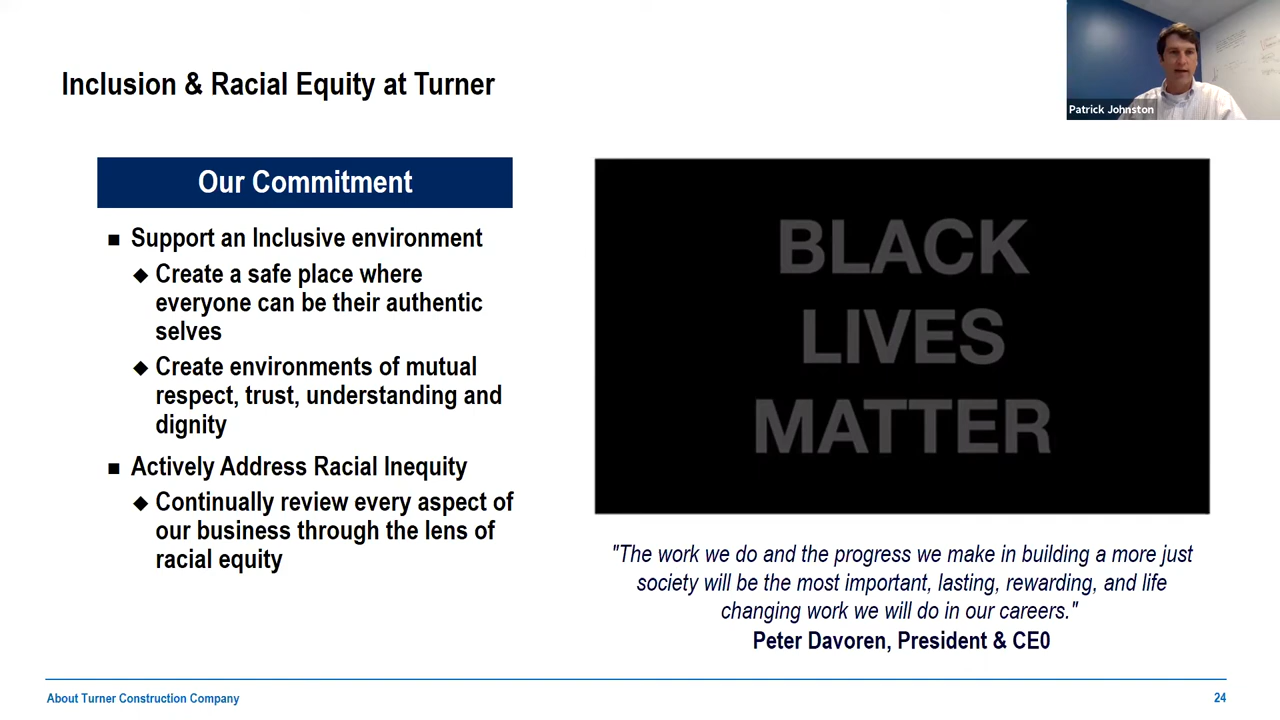 Inclusion & Racial Equity at Turner
Patrick Johnston
Our Commitment
■ Support an Inclusive environment
◆ Create a safe place where
everyone can be their authentic
selves
◆ Create environments of mutual
respect, trust, understanding and
dignity
■ Actively Address Racial Inequity
◆ Continually review every aspect of
our business through the lens of
racial equity
BLACK
LIVES
MATTER
"The work we do and the progress we make in building a more just
society will be the most important, lasting, rewarding, and life
changing work we will do in our careers."
Peter Davoren, President & CE0
About Turner Construction Company
24